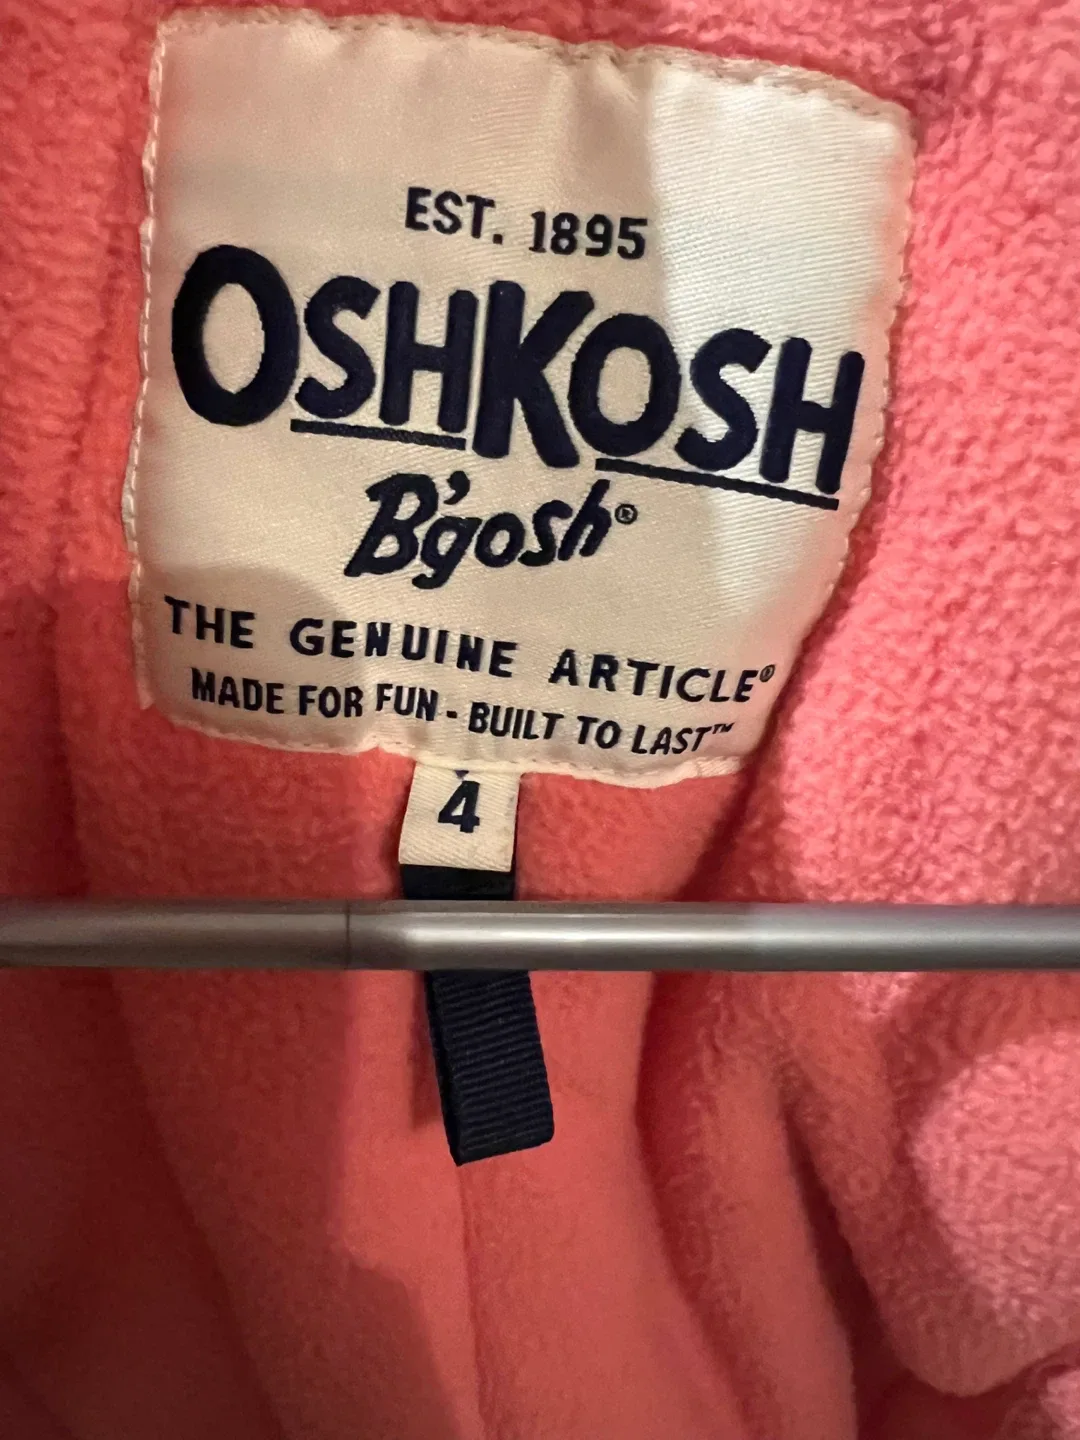 EST. 1895
OSHKOSH
B'gosh®
THE GENUINE ARTICLE®
MADE FOR FUN - BUILT TO LAST™
4